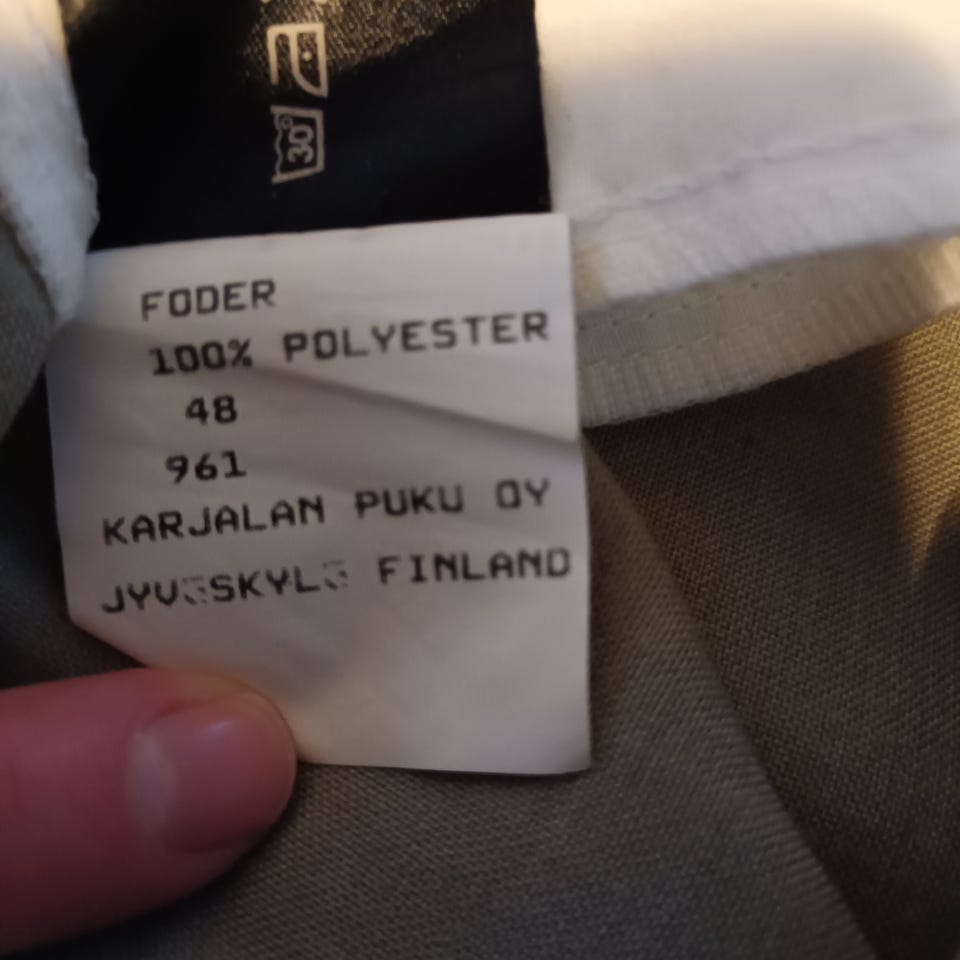 30°
FODER
100% POLYESTER
48
961
KARJALAN PUKU OY
FINLAND